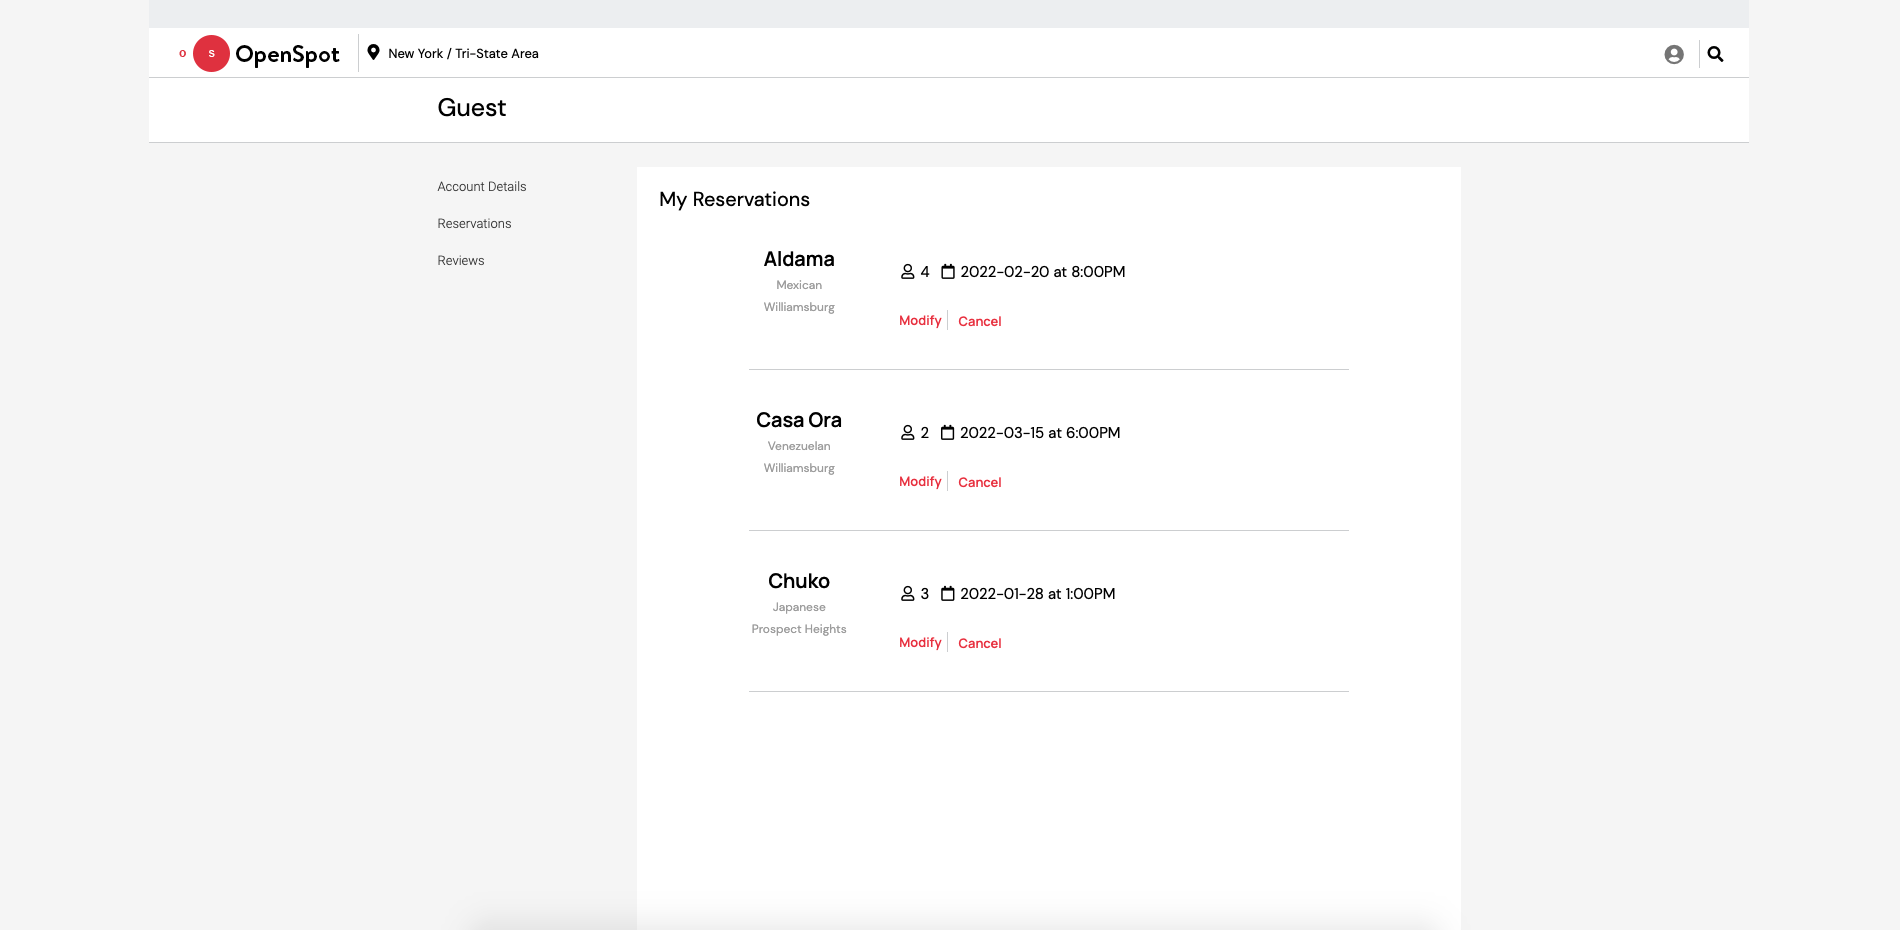 O S OpenSpot New York / Tri-State Area
Guest
Account Details
Reservations
Reviews
My Reservations
Aldama
Mexican
Williamsburg
4 2022-02-20 at 8:00PM
Modify Cancel
Casa Ora
Venezuelan
Williamsburg
2 2022-03-15 at 6:00PM
Modify Cancel
Chuko
Japanese
Prospect Heights
3 2022-01-28 at 1:00PM
Modify Cancel